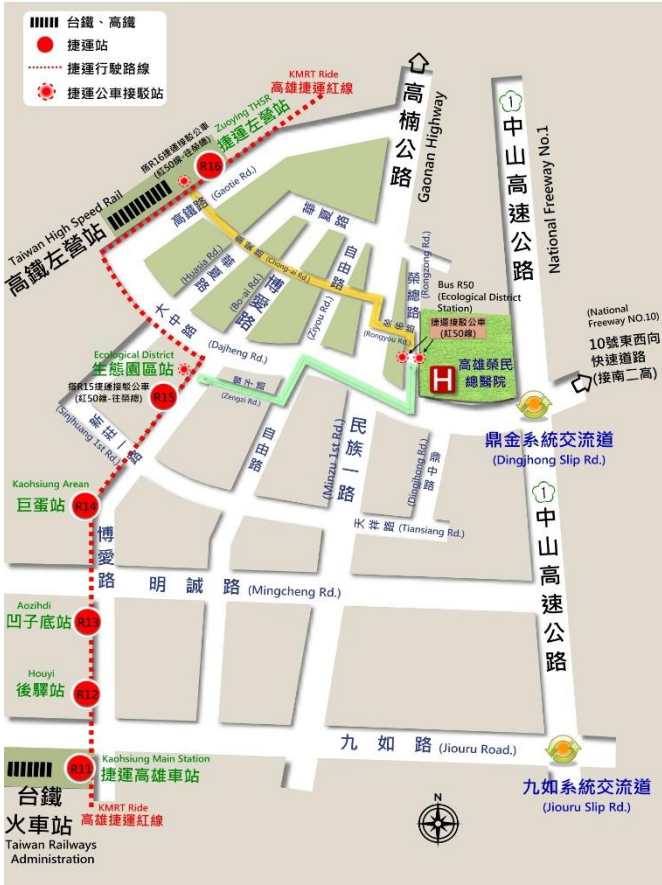 台鐵、高鐵
捷運站
捷運行駛路線
捷運公車接駁站
KMRT Ride
高雄捷運紅線
Zuoying THSR
捷運左營站
搭R16捷運接駁公車
(紅50線-往榮總)
R16
Taiwan High Speed Rail
高鐵左營站
高鐵路 (Gaotie Rd.)
高楠公路
Gaonan Highway
1
中山高速公路
National Freeway No.1
華夏路
(Huasia Rd.)
華夏路
(Chong-ai Rd.)
博愛路
(Bo-ai Rd.)
自由路
(Ziyou Rd.)
榮總路
(Rongzong Rd.)
(Rongyou Rd.)
Bus R50
(Ecological District
Station)
捷運接駁公車
(紅50線)
H
高雄榮民
總醫院
(National
Freeway NO.10)
10號東西向
快速道路
(接南二高)
大中路
(Dajheng Rd.)
Ecological District
生態園區站
搭R15捷運接駁公車
(紅50線-往榮總)
R15
(Zengzi Rd.)
新莊一路
(Sinjhuang 1st Rd.)
自由路
民族一路
(Minzu 1st Rd.)
鼎中路
(Dingjhong Rd.)
鼎金系統交流道
(Dingjhong Slip Rd.)
Kaohsiung Arean
巨蛋站
R14
天祥路 (Tiansiang Rd.)
1
中山高速公路
博愛路
明誠路 (Mingcheng Rd.)
Aozihdi
凹子底站
R13
Houyi
後驛站
R12
九如路 (Jiouru Road.)
九如系統交流道
(Jiouru Slip Rd.)
R11
Kaohsiung Main Station
捷運高雄車站
台鐵
火車站
Taiwan Railways
Administration
KMRT Ride
高雄捷運紅線
N